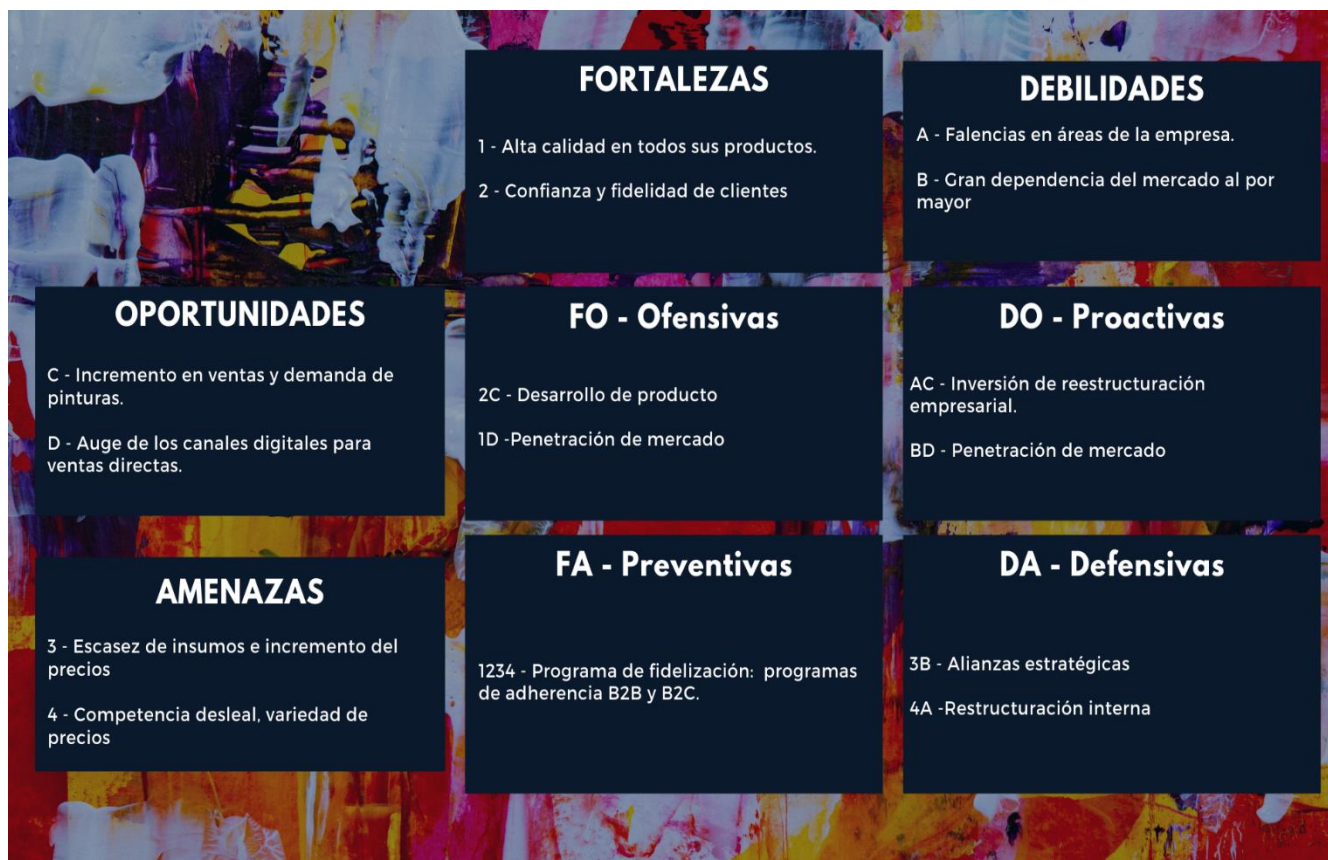 FORTALEZAS
1 - Alta calidad en todos sus productos.
2 - Confianza y fidelidad de clientes
DEBILIDADES
A - Falencias en áreas de la empresa.
B - Gran dependencia del mercado al por
mayor
OPORTUNIDADES
C - Incremento en ventas y demanda de
pinturas.
D - Auge de los canales digitales para
ventas directas.
FO - Ofensivas
2C - Desarrollo de producto
1D -Penetración de mercado
DO - Proactivas
AC - Inversión de reestructuración
empresarial.
BD - Penetración de mercado
AMENAZAS
3 - Escasez de insumos e incremento del
precios
4 - Competencia desleal, variedad de
precios
FA - Preventivas
1234 - Programa de fidelización:  programas
de adherencia B2B y B2C.
DA - Defensivas
3B - Alianzas estratégicas
4A -Restructuración interna